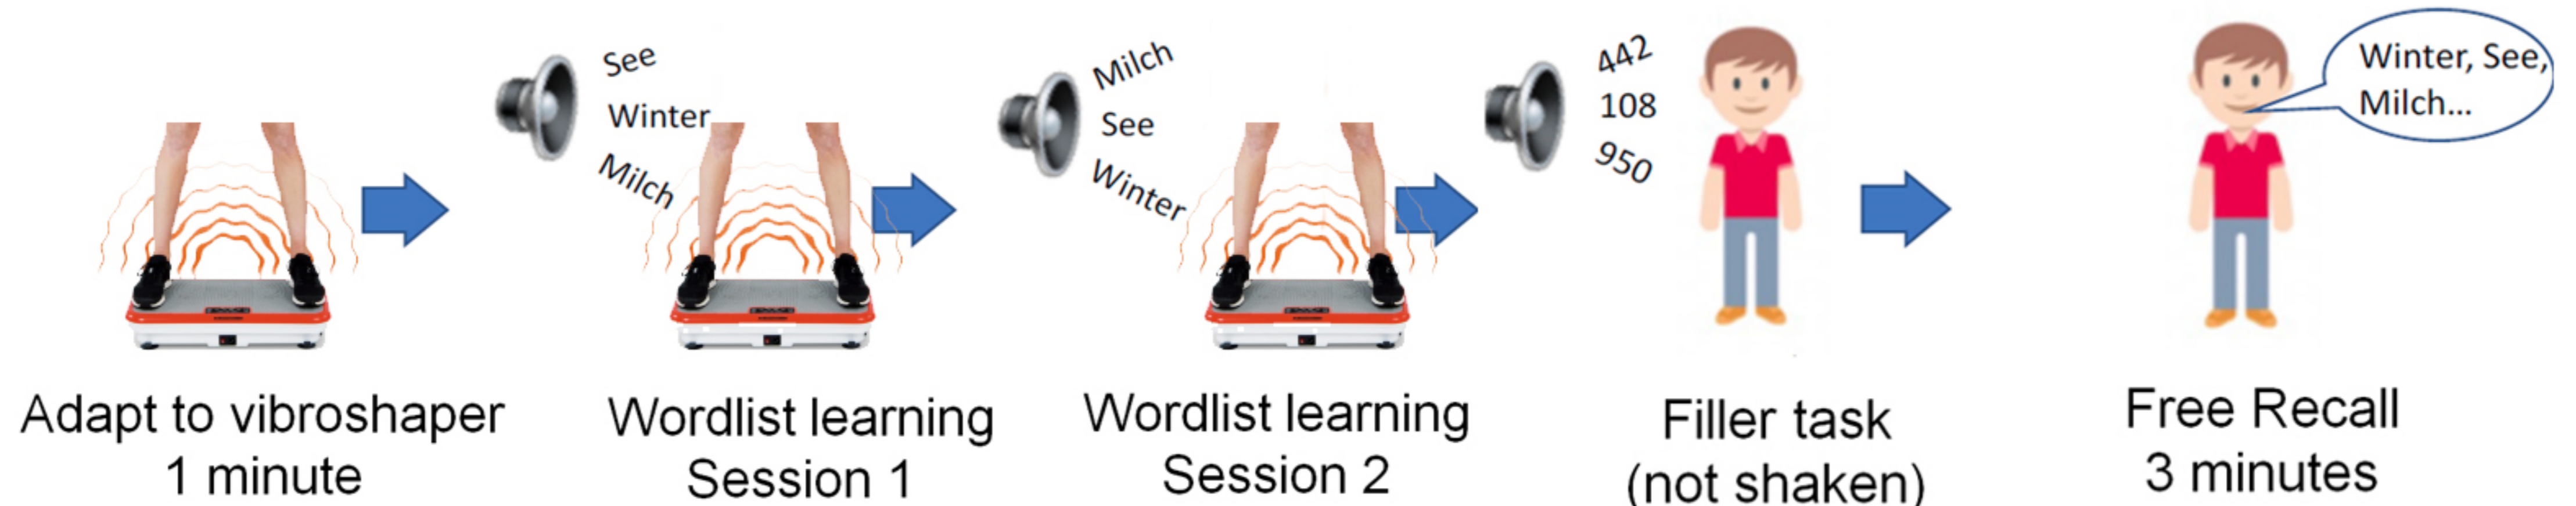 See
Winter
Milch
Milch
See
Winter
442
108
950
Winter, See,
Milch...
Adapt to vibroshaper
1 minute
Wordlist learning
Session 1
Wordlist learning
Session 2
Filler task
(not shaken)
Free Recall
3 minutes